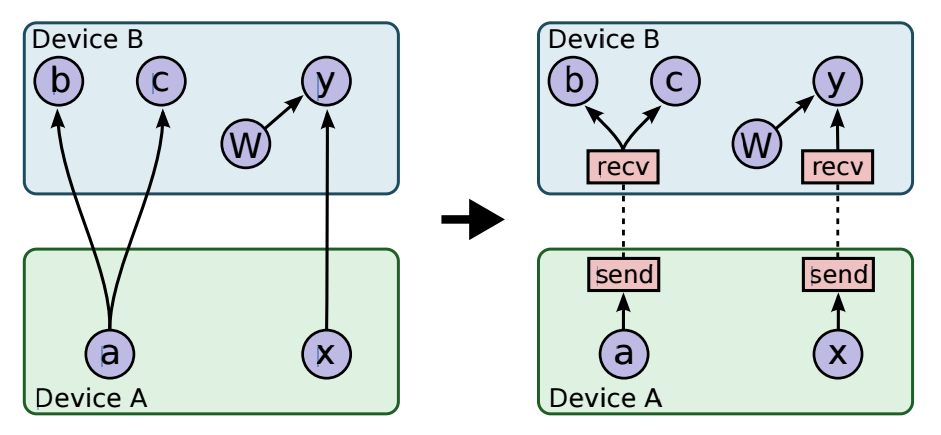 Device B
b c y
W
a x
Device A
Device B
b c y
W
recv recv
send send
a x
Device A